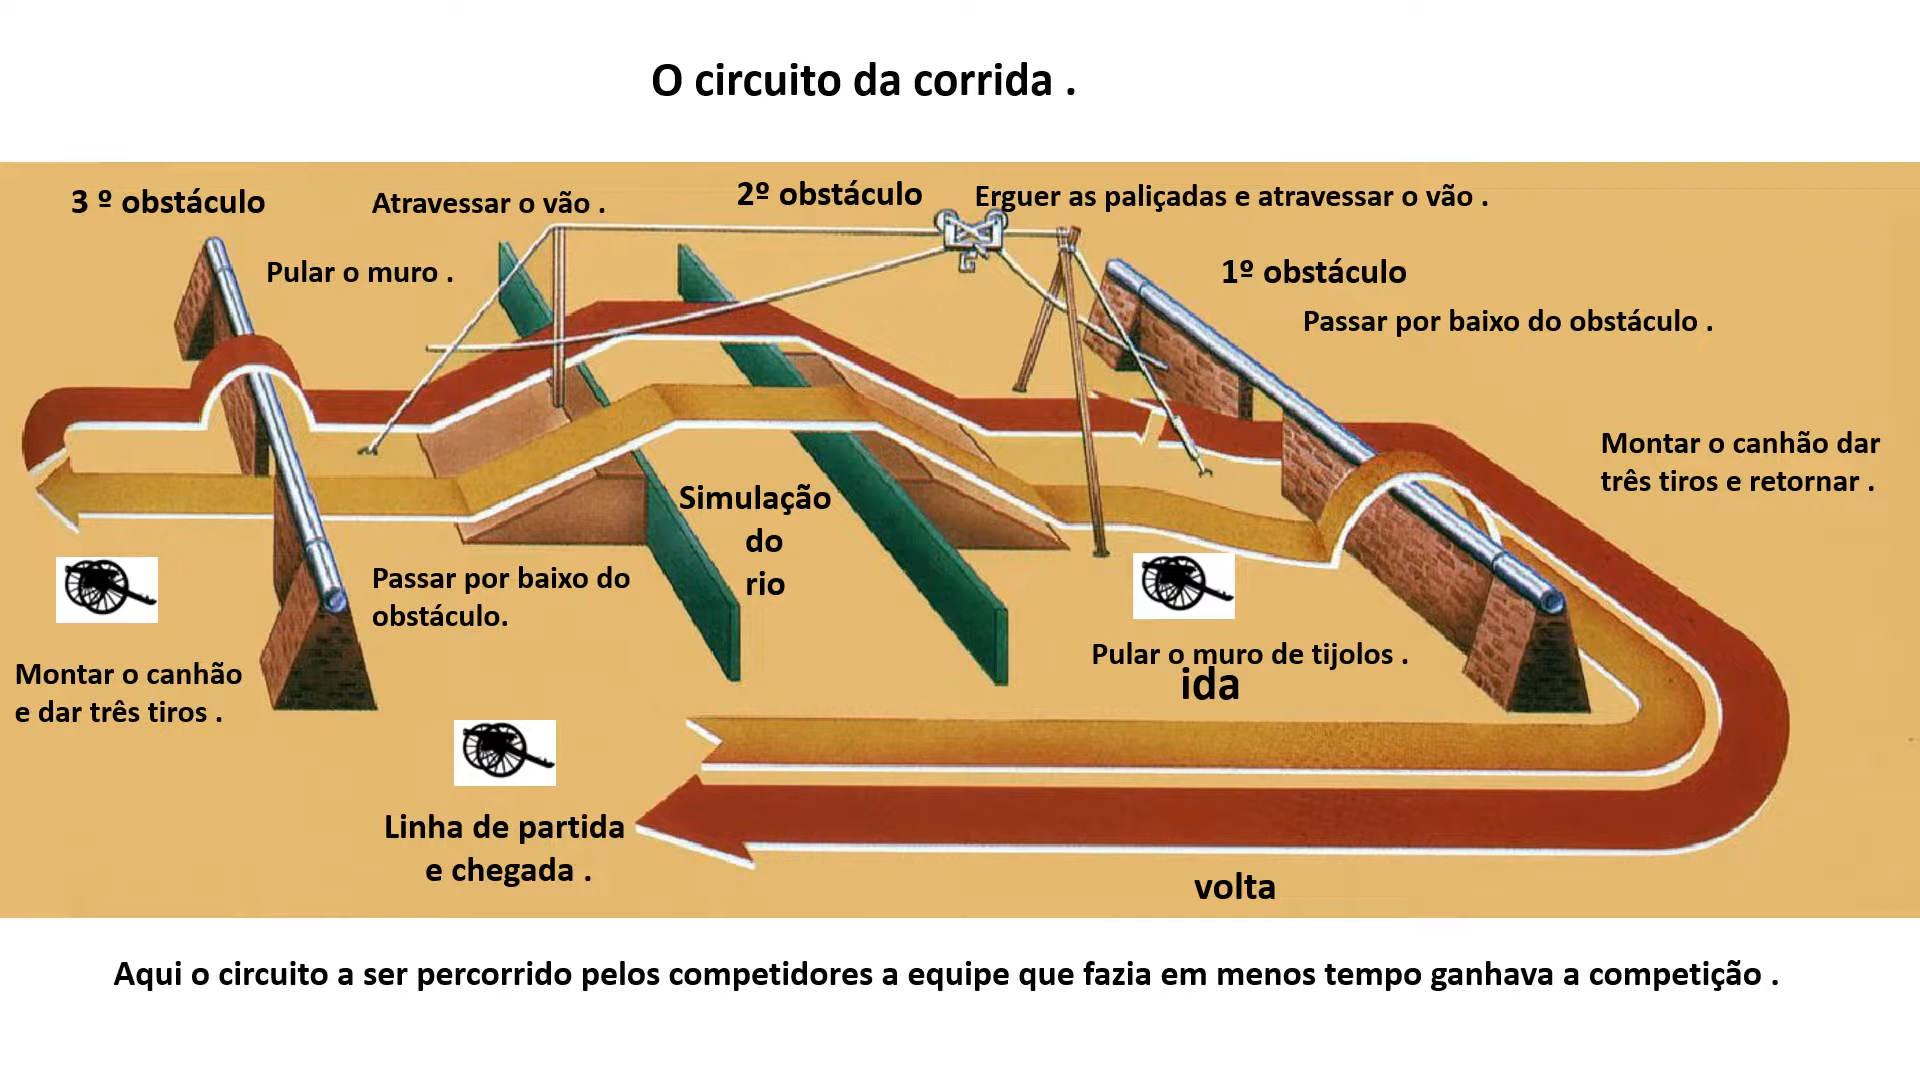 O circuito da corrida .
3 º obstáculo
Atravessar o vão .
2º obstáculo
Erguer as paliçadas e atravessar o vão .
Pular o muro .
1º obstáculo
Passar por baixo do obstáculo .
Montar o canhão dar
três tiros e retornar .
Simulação
do
rio
Passar por baixo do
obstáculo.
Pular o muro de tijolos .
ida
Montar o canhão
e dar três tiros .
Linha de partida
e chegada .
volta
Aqui o circuito a ser percorrido pelos competidores a equipe que fazia em menos tempo ganhava a competição .